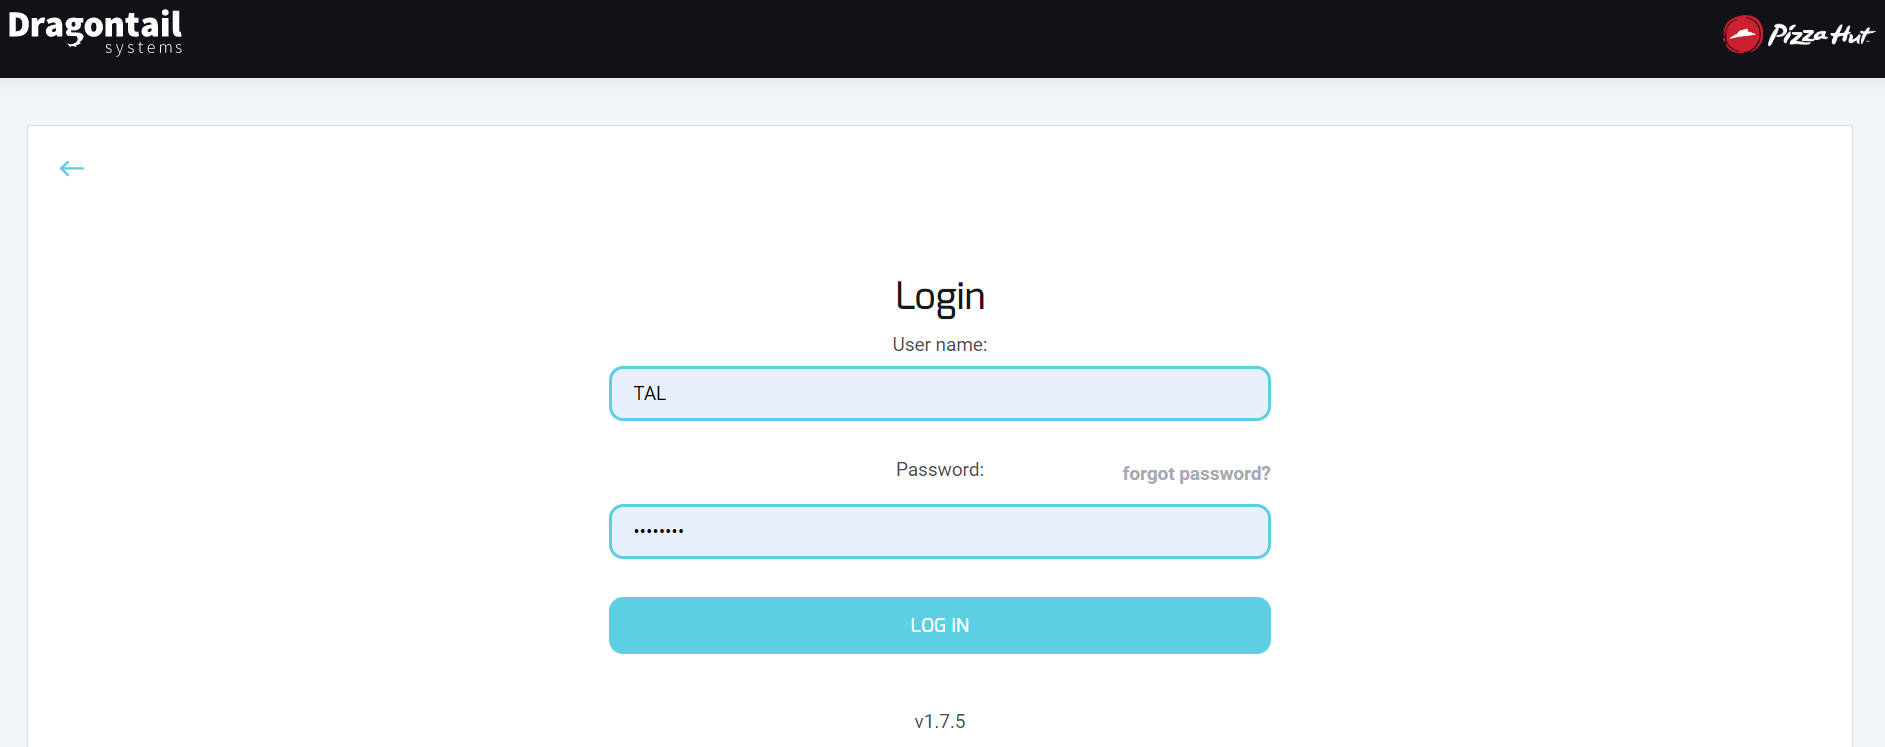 Dragontail
systems
Pizza Hut
Login
User name:
TAL
Password:
forgot password?
••••••••
LOG IN
v1.7.5